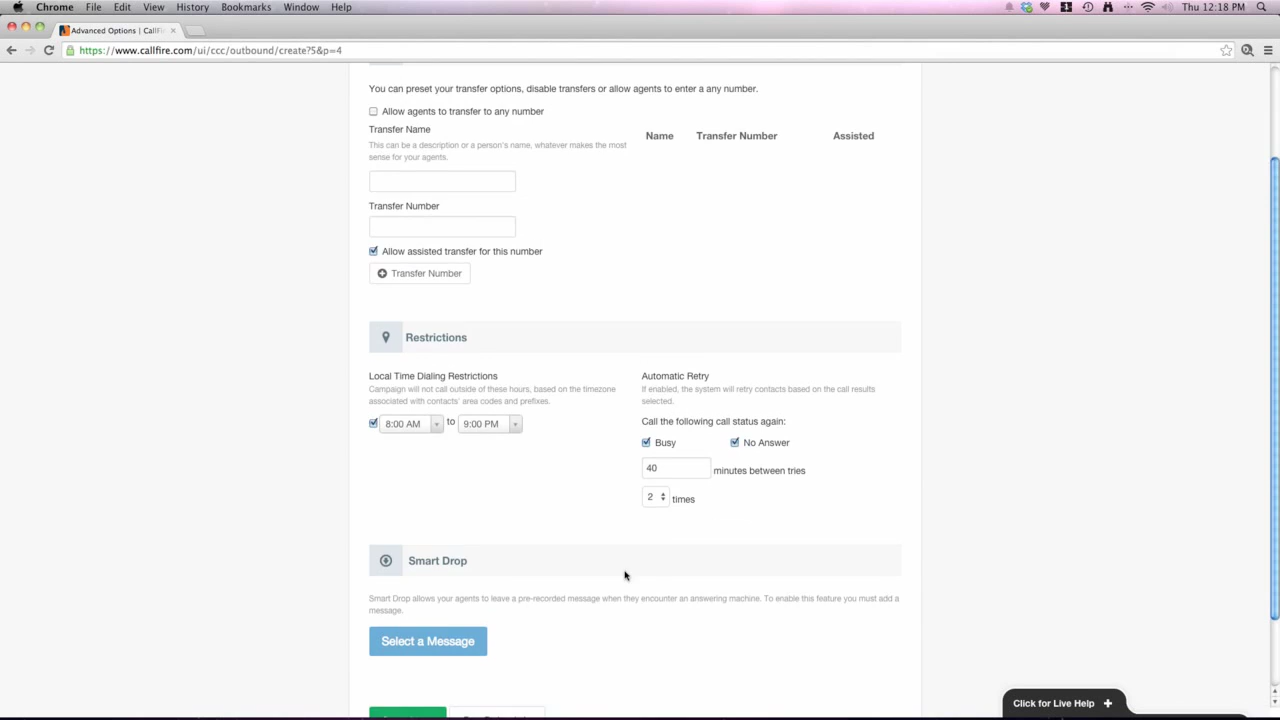 Chrome File Edit View History Bookmarks Window Help Thu 12:18 PM
Advanced Options | CallFi
https://www.callfire.com/ui/ccc/outbound/create?5&p=4
You can preset your transfer options, disable transfers or allow agents to enter a any number.
Allow agents to transfer to any number
Transfer Name
This can be a description or a person's name, whatever makes the most
sense for your agents.
Name Transfer Number Assisted
Transfer Number
Allow assisted transfer for this number
Transfer Number
Restrictions
Local Time Dialing Restrictions
Campaign will not call outside of these hours, based on the timezone
associated with contacts' area codes and prefixes.
8:00 AM to 9:00 PM
Automatic Retry
If enabled, the system will retry contacts based on the call results
selected.
Call the following call status again:
Busy No Answer
40 minutes between tries
2 times
Smart Drop
Smart Drop allows your agents to leave a pre-recorded message when they encounter an answering machine. To enable this feature you must add a
message.
Select a Message
Click for Live Help